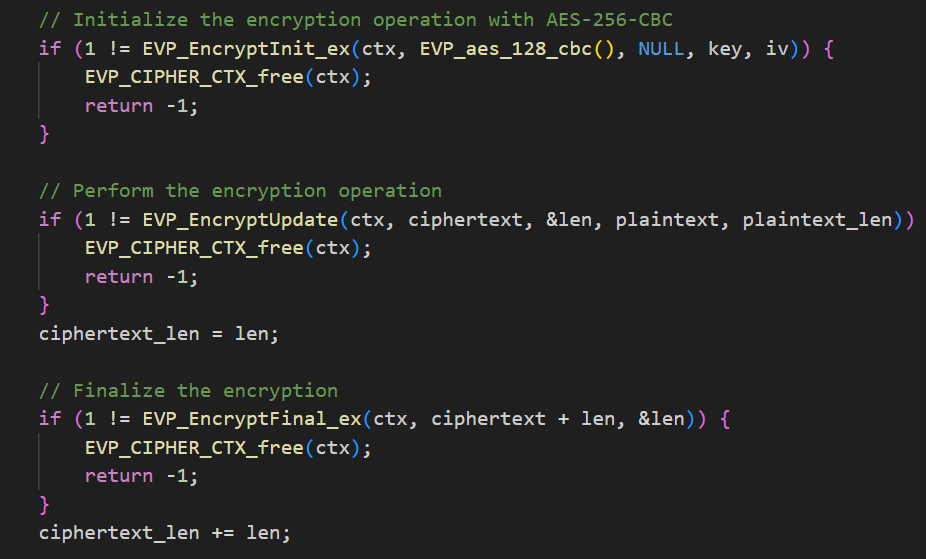 // Initialize the encryption operation with AES-256-CBC
if (1 != EVP_EncryptInit_ex(ctx, EVP_aes_128_cbc(), NULL, key, iv)) {
    EVP_CIPHER_CTX_free(ctx);
    return -1;
}

// Perform the encryption operation
if (1 != EVP_EncryptUpdate(ctx, ciphertext, &len, plaintext, plaintext_len))
    EVP_CIPHER_CTX_free(ctx);
    return -1;
}
ciphertext_len = len;

// Finalize the encryption
if (1 != EVP_EncryptFinal_ex(ctx, ciphertext + len, &len)) {
    EVP_CIPHER_CTX_free(ctx);
    return -1;
}
ciphertext_len += len;